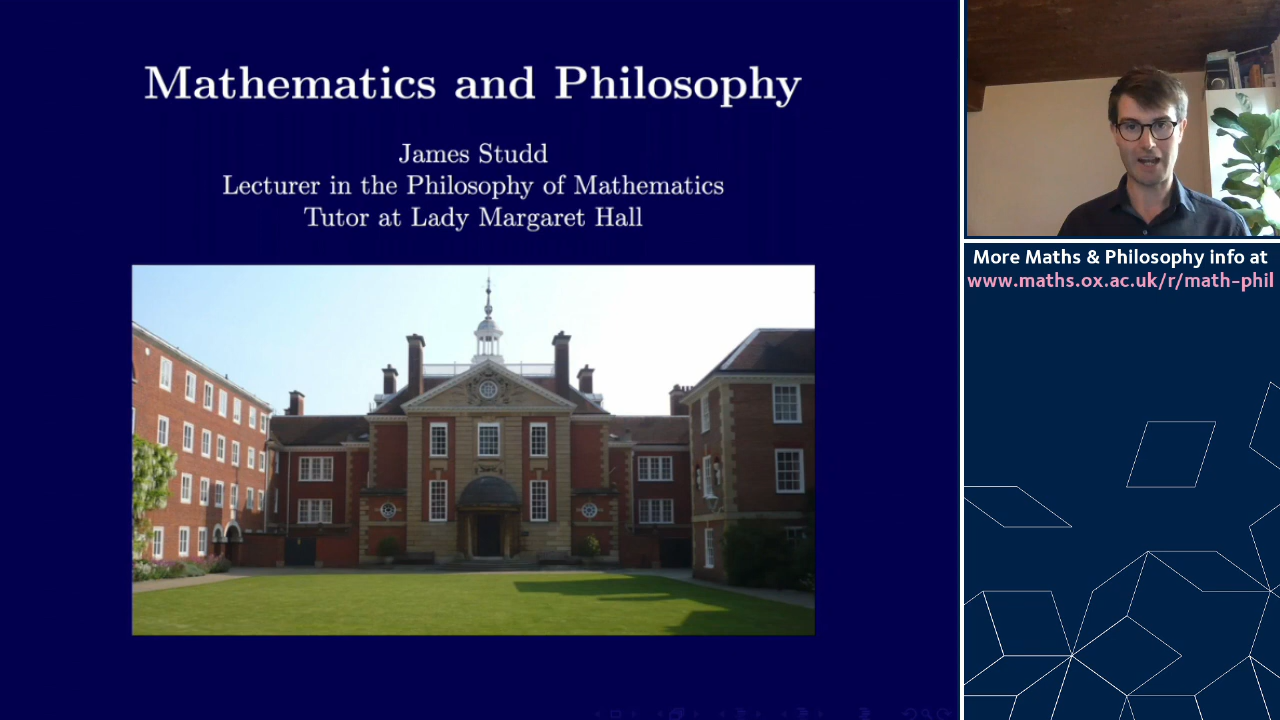 Mathematics and Philosophy
James Studd
Lecturer in the Philosophy of Mathematics
Tutor at Lady Margaret Hall
More Maths & Philosophy info at
www.maths.ox.ac.uk/r/math-phil